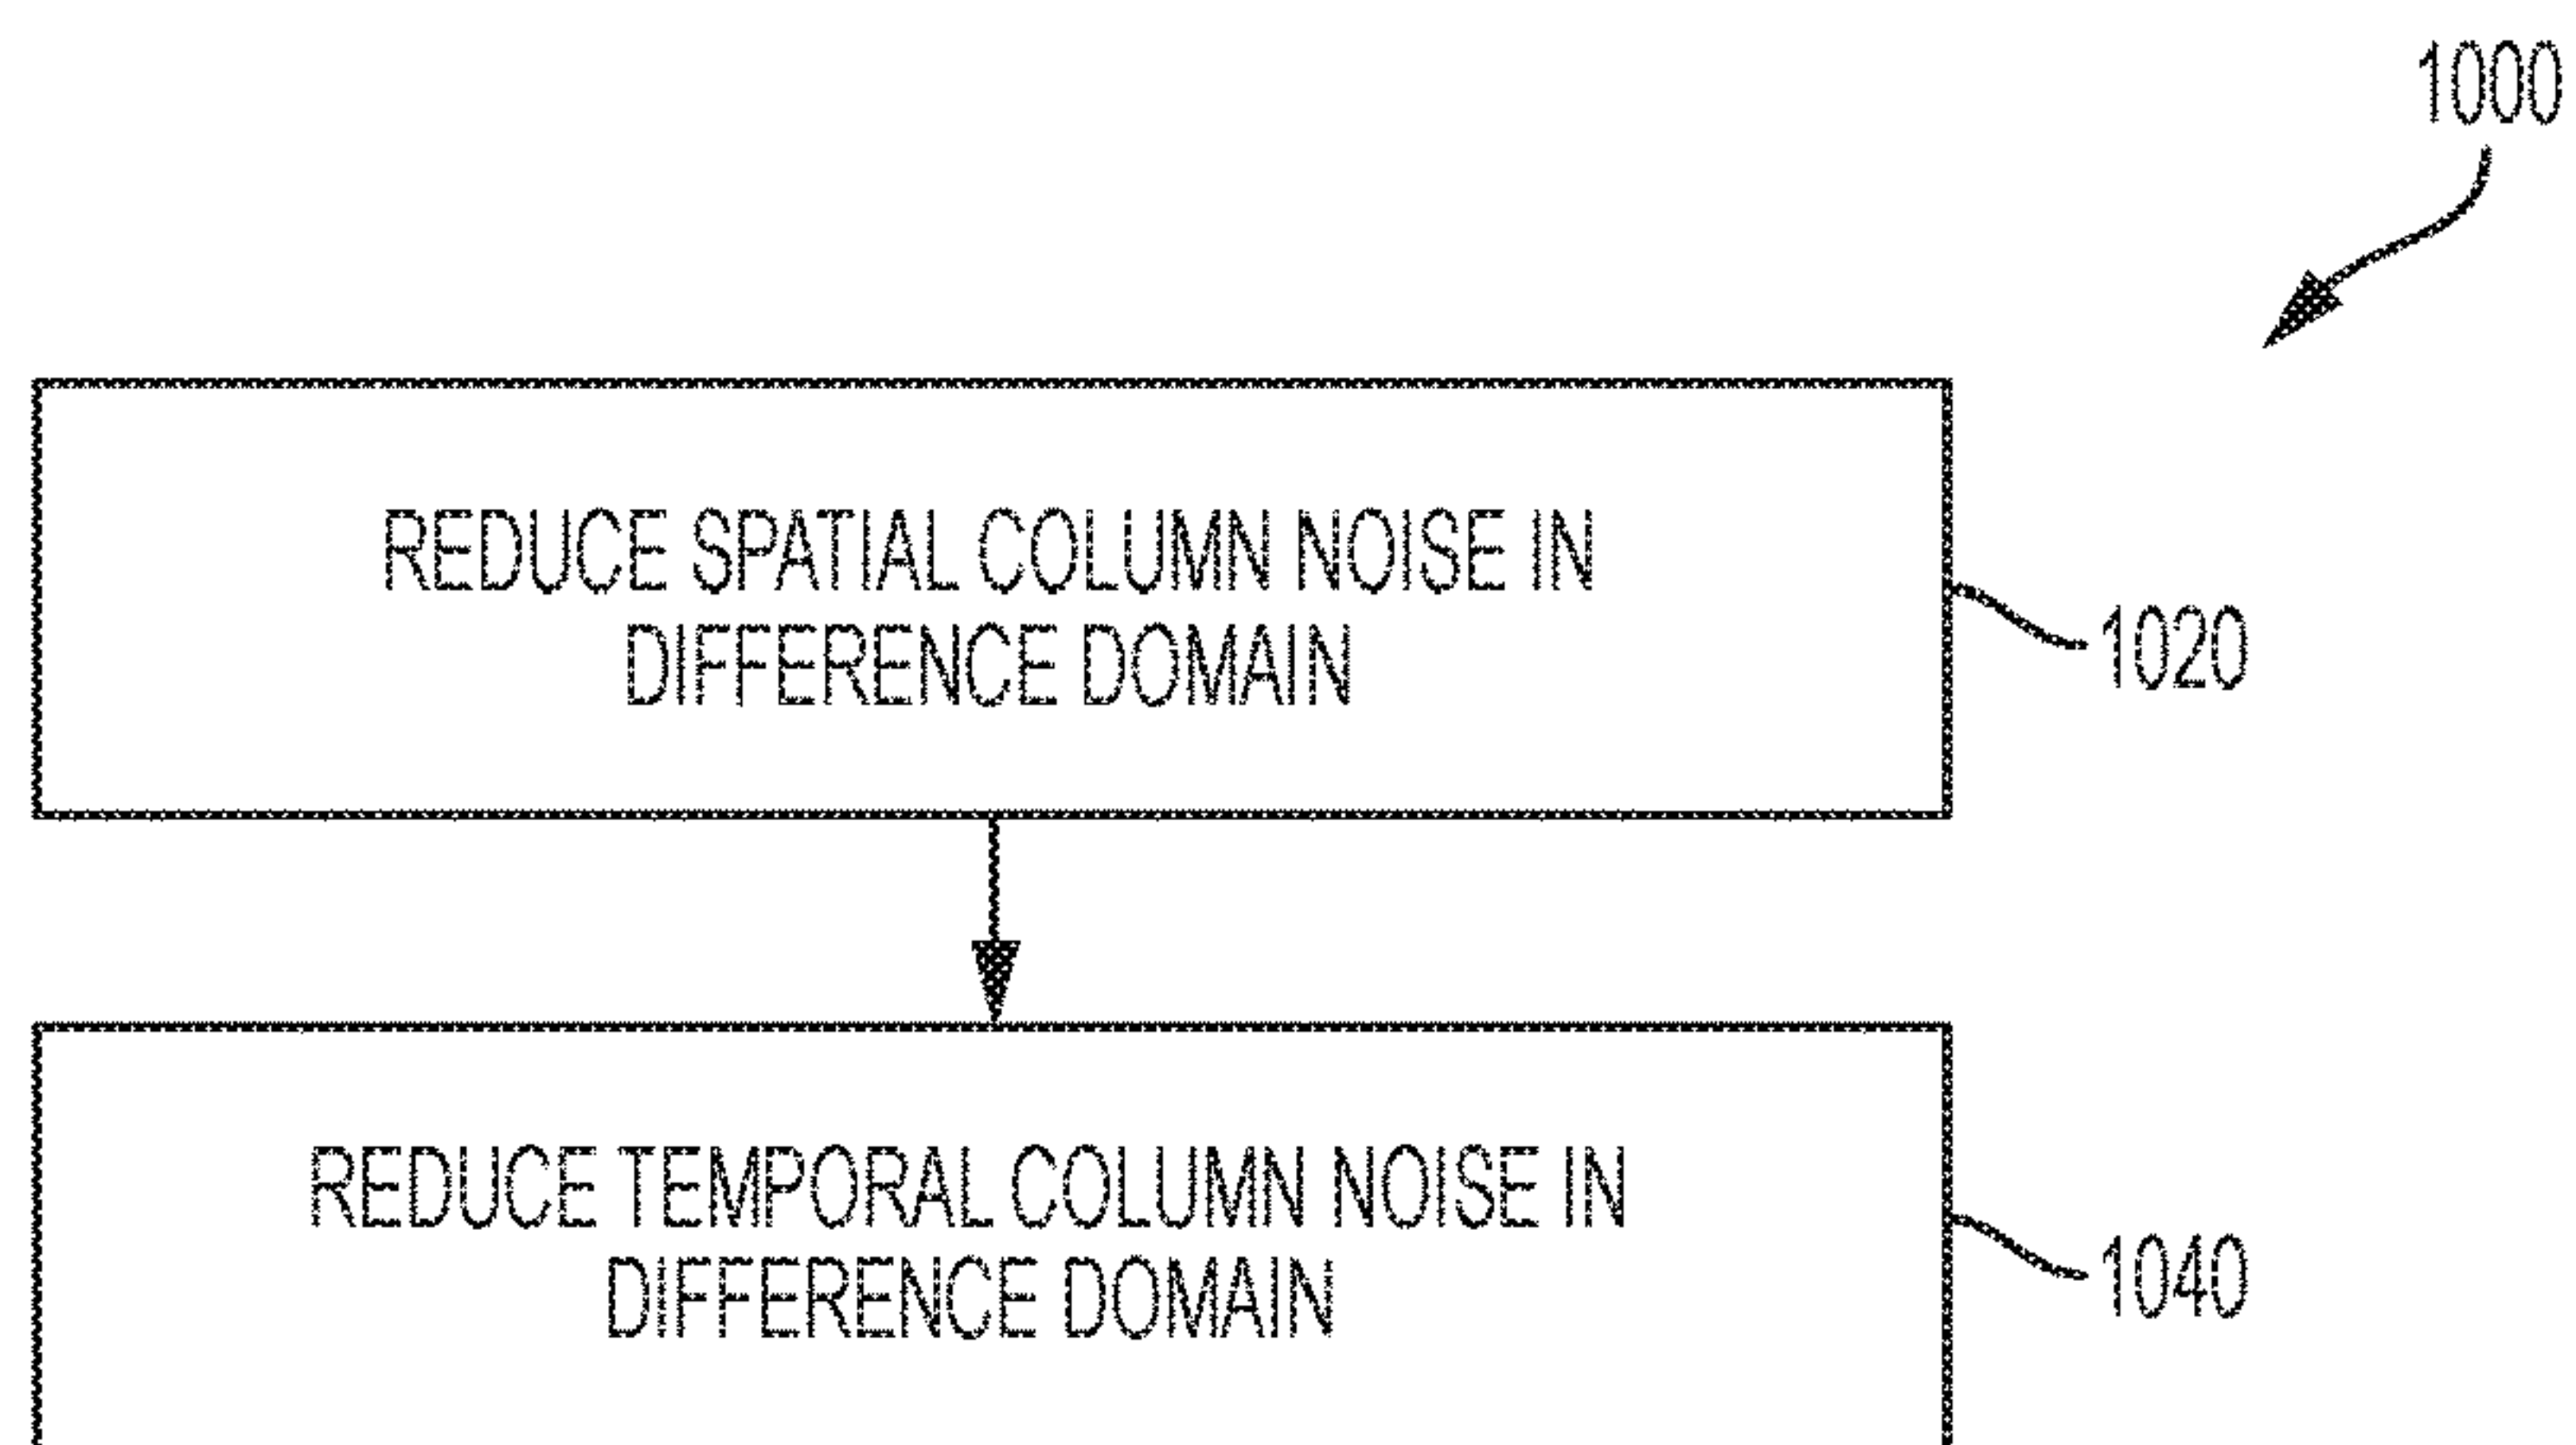 1000
REDUCE SPATIAL COLUMN NOISE IN
DIFFERENCE DOMAIN
1020
REDUCE TEMPORAL COLUMN NOISE IN
DIFFERENCE DOMAIN
1040